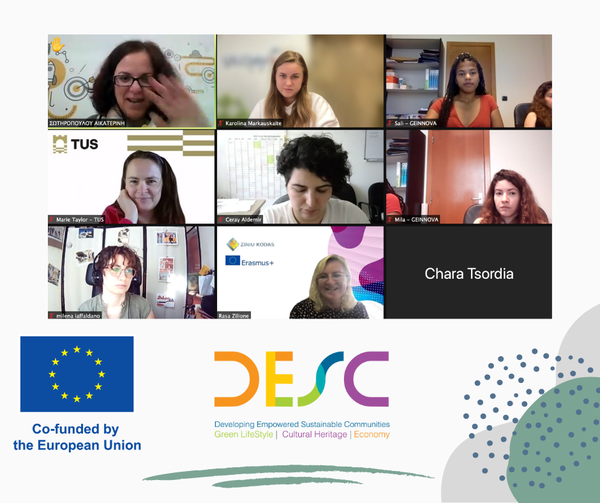 ΣΩΤΗΡΟΠΟΥΛΟΥ ΑΙΚΑΤΕΡΙΝΗ
Karolina Markauskaite
Sali - GEINNOVA
TUS
Marie Taylor - TUS
Ceray Aldemir
Mila - GEINNOVA
milena laffaldano
ŽINIŲ KODAS
Erasmus+
Rasa Zilione
Chara Tsordia
Co-funded by
the European Union
DESC
Developing Empowered Sustainable Communities
Green LifeStyle | Cultural Heritage | Economy